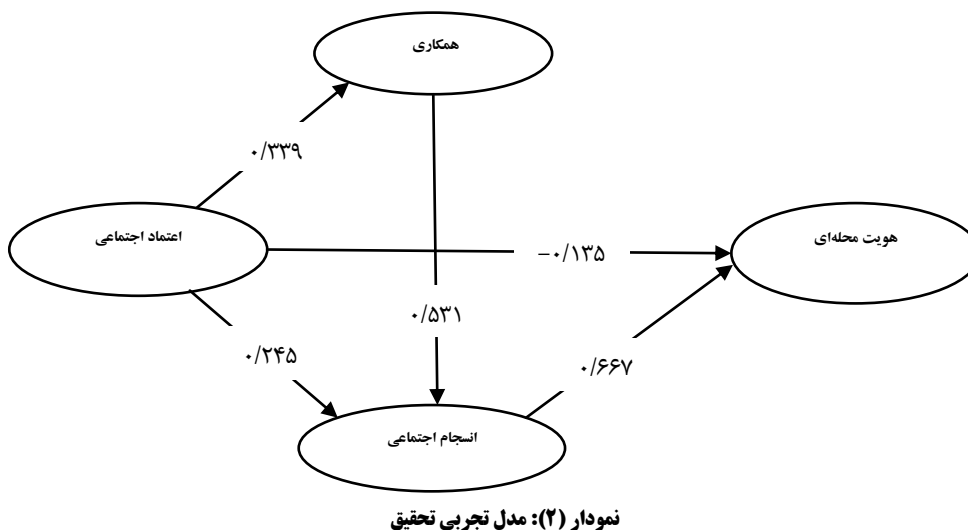 همکاری
۰/۳۳۹
اعتماد اجتماعی
هویت محله‌ای
-۰/۱۳۵
۰/۵۳۱
۰/۲۴۵
۰/۶۶۷
انسجام اجتماعی
نمودار (۲): مدل تجربی تحقیق